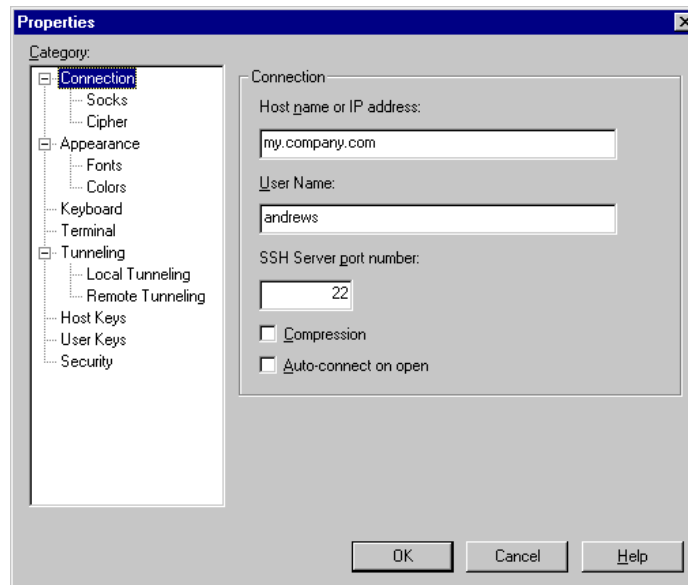 Properties
Category:
Connection
Socks
Cipher
Appearance
Fonts
Colors
Keyboard
Terminal
Tunneling
Local Tunneling
Remote Tunneling
Host Keys
User Keys
Security
Connection
Host name or IP address:
my.company.com
User Name:
andrews
SSH Server port number:
22
Compression
Auto-connect on open
OK
Cancel
Help